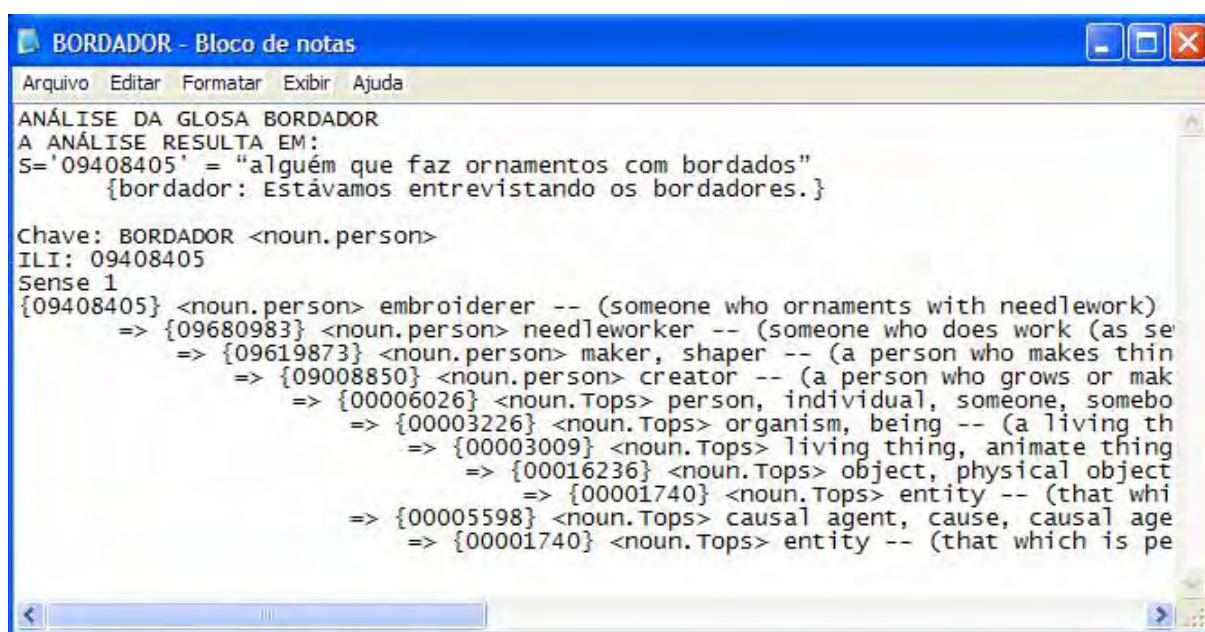 BORDADOR - Bloco de notas
Arquivo Editar Formatar Exibir Ajuda
ANÁLISE DA GLOSA BORDADOR
A ANÁLISE RESULTA EM:
S='09408405' = “alguém que faz ornamentos com bordados”
{bordador: Estávamos entrevistando os bordadores.}
Chave: BORDADOR <noun.person>
ILI: 09408405
Sense 1
{09408405} <noun.person> embroiderer -- (someone who ornaments with needlework)
=> {09680983} <noun.person> needleworker -- (someone who does work (as se
=> {09619873} <noun.person> maker, shaper -- (a person who makes thin
=> {09008850} <noun.person> creator -- (a person who grows or mak
=> {00006026} <noun.Tops> person, individual, someone, somebo
=> {00003226} <noun.Tops> organism, being -- (a living th
=> {00003009} <noun.Tops> living thing, animate thing
=> {00016236} <noun.Tops> object, physical object
=> {00001740} <noun.Tops> entity -- (that whi
=> {00005598} <noun.Tops> causal agent, cause, causal age
=> {00001740} <noun.Tops> entity -- (that which is pe